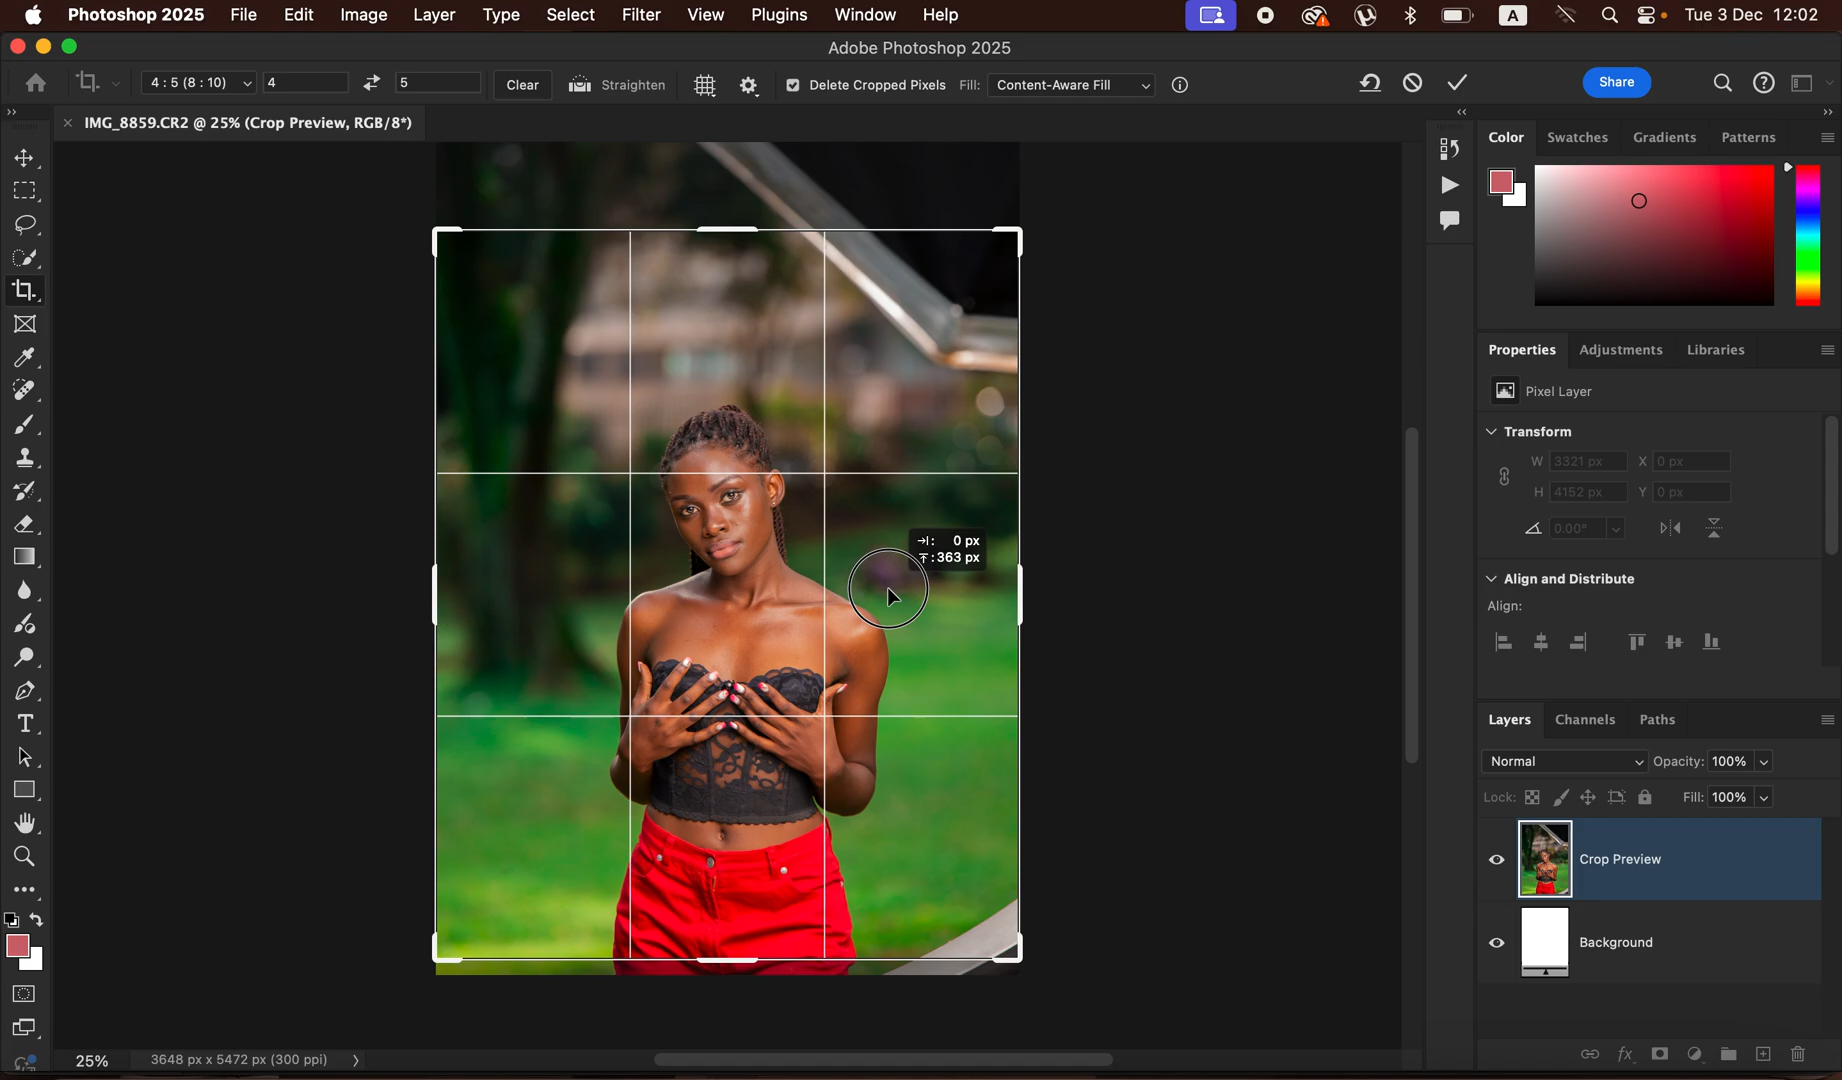 Photoshop 2025 File Edit Image Layer Type Select Filter View Plugins Window Help A Tue 3 Dec 12:02
Adobe Photoshop 2025
4 : 5 (8 : 10) 4 5 Clear Straighten Delete Cropped Pixels Fill: Content-Aware Fill Share
IMG_8859.CR2 @ 25% (Crop Preview, RGB/8*)
Color Swatches Gradients Patterns
Properties Adjustments Libraries
Pixel Layer
Transform
W 3321 px X 0 px
H 4152 px Y 0 px
0.00°
: 0 px
: 363 px
Align and Distribute
Align:
Layers Channels Paths
Normal Opacity: 100%
Lock: Fill: 100%
Crop Preview
Background
25% 3648 px x 5472 px (300 ppi)